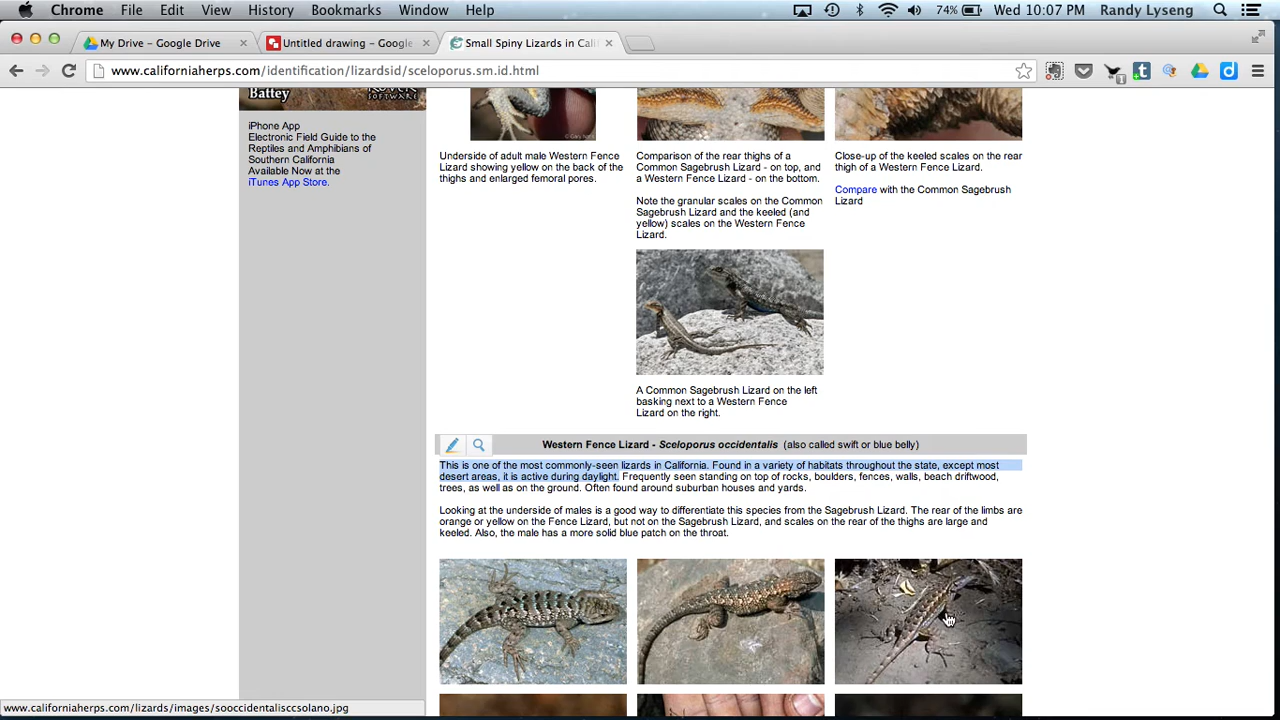 Chrome File Edit View History Bookmarks Window Help 74% Wed 10:07 PM Randy Lyseng
My Drive – Google Drive Untitled drawing – Google Small Spiny Lizards in Cali
www.californiaherps.com/identification/lizardsid/sceloporus.sm.id.html
Battey
SOFTWARE
iPhone App
Electronic Field Guide to the
Reptiles and Amphibians of
Southern California
Available Now at the
iTunes App Store.
Underside of adult male Western Fence
Lizard showing yellow on the back of the
thighs and enlarged femoral pores.
Comparison of the rear thighs of a
Common Sagebrush Lizard - on top, and
a Western Fence Lizard - on the bottom.
Note the granular scales on the Common
Sagebrush Lizard and the keeled (and
yellow) scales on the Western Fence
Lizard.
Close-up of the keeled scales on the rear
thigh of a Western Fence Lizard.
Compare with the Common Sagebrush
Lizard
A Common Sagebrush Lizard on the left
basking next to a Western Fence
Lizard on the right.
Western Fence Lizard - Sceloporus occidentalis (also called swift or blue belly)
This is one of the most commonly-seen lizards in California. Found in a variety of habitats throughout the state, except most
desert areas, it is active during daylight. Frequently seen standing on top of rocks, boulders, fences, walls, beach driftwood,
trees, as well as on the ground. Often found around suburban houses and yards.
Looking at the underside of males is a good way to differentiate this species from the Sagebrush Lizard. The rear of the limbs are
orange or yellow on the Fence Lizard, but not on the Sagebrush Lizard, and scales on the rear of the thighs are large and
keeled. Also, the male has a more solid blue patch on the throat.
www.californiaherps.com/lizards/images/sooccidentalisccsolano.jpg